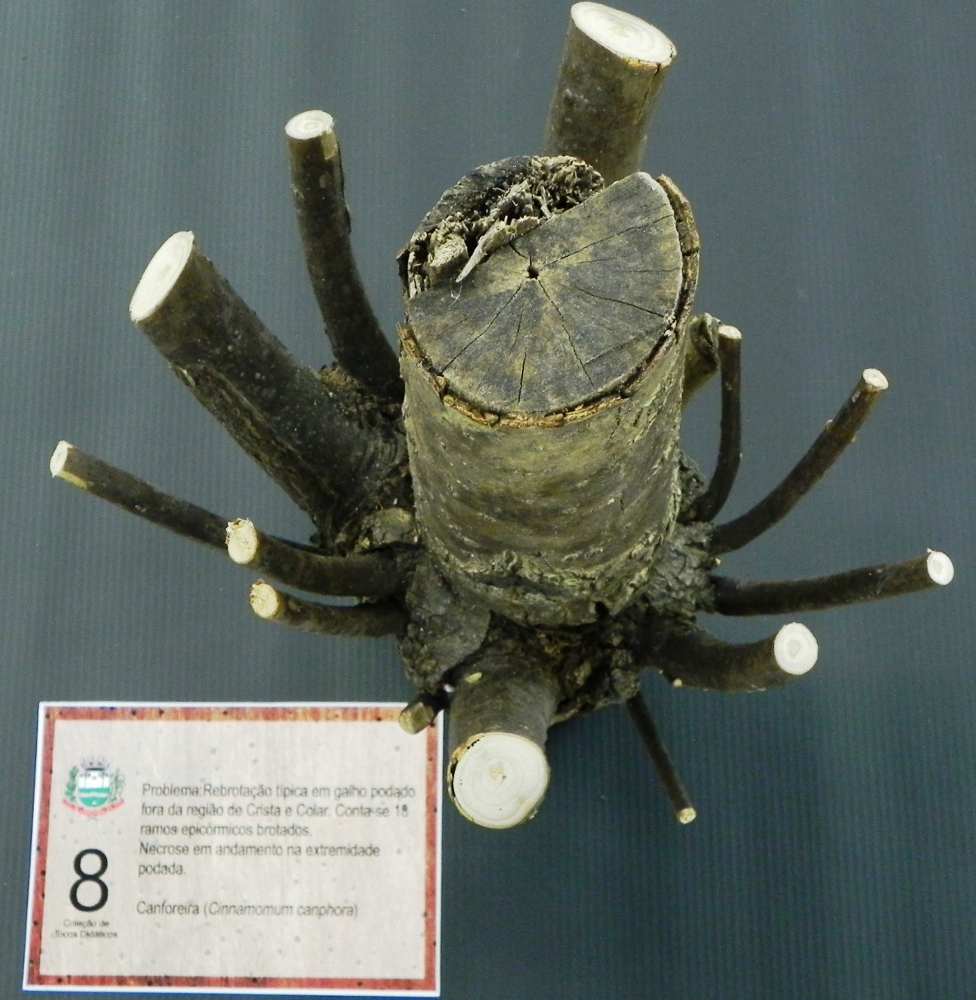 Problema:Rebrotação típica em galho podado
fora da região de Crista e Colar. Conta-se 18
ramos epicórmicos brotados.
Necrose em andamento na extremidade
podada.
Canforeira (Cinnamomum canphora)
8
Coleção de
Tocos Didáticos